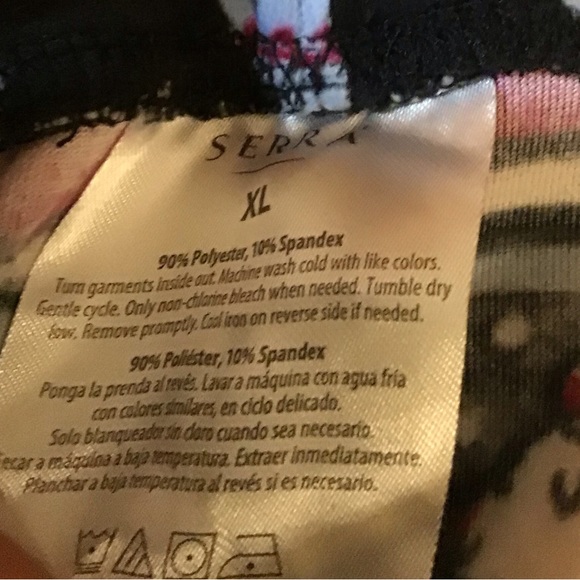 SERRA
XL
90% Polyester, 10% Spandex
Turn garments inside out. Machine wash cold with like colors.
Gentle cycle. Only non-chlorine bleach when needed. Tumble dry
low. Remove promptly. Cool iron on reverse side if needed.
90% Poliéster, 10% Spandex
Ponga la prenda al revés. Lavar a máquina con agua fría
con colores similares, en ciclo delicado.
Solo blanqueador sin cloro cuando sea necesario.
ecar a máquina a baja temperatura. Extraer inmediatamente.
Planchar a baja temperatura al revés si es necesario.